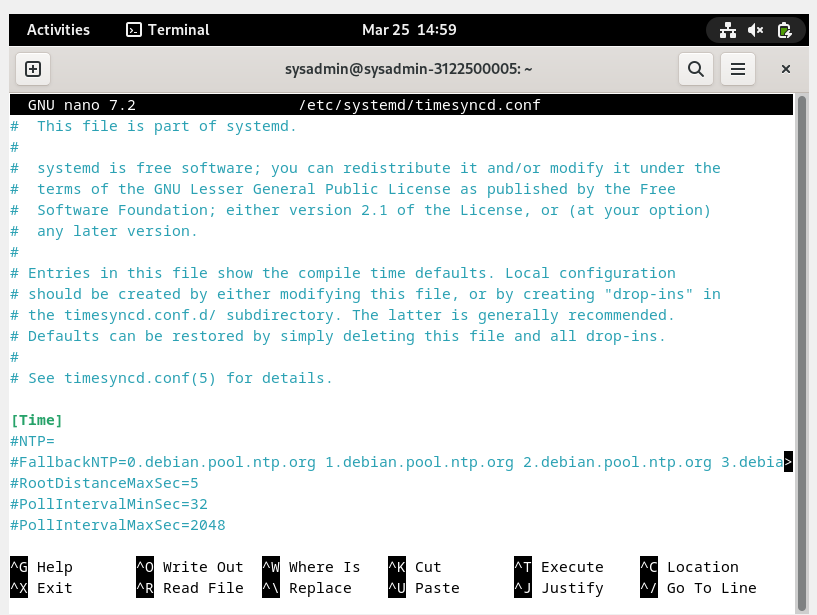 Activities Terminal Mar 25 14:59
sysadmin@sysadmin-3122500005: ~
GNU nano 7.2 /etc/systemd/timesyncd.conf
#  This file is part of systemd.
#
#  systemd is free software; you can redistribute it and/or modify it under the
#  terms of the GNU Lesser General Public License as published by the Free
#  Software Foundation; either version 2.1 of the License, or (at your option)
#  any later version.
#
# Entries in this file show the compile time defaults. Local configuration
# should be created by either modifying this file, or by creating "drop-ins" in
# the timesyncd.conf.d/ subdirectory. The latter is generally recommended.
# Defaults can be restored by simply deleting this file and all drop-ins.
#
# See timesyncd.conf(5) for details.

[Time]
#NTP=
#FallbackNTP=0.debian.pool.ntp.org 1.debian.pool.ntp.org 2.debian.pool.ntp.org 3.debia>
#RootDistanceMaxSec=5
#PollIntervalMinSec=32
#PollIntervalMaxSec=2048

^G Help ^O Write Out ^W Where Is ^K Cut ^T Execute ^C Location
^X Exit ^R Read File ^\ Replace ^U Paste ^J Justify ^/ Go To Line